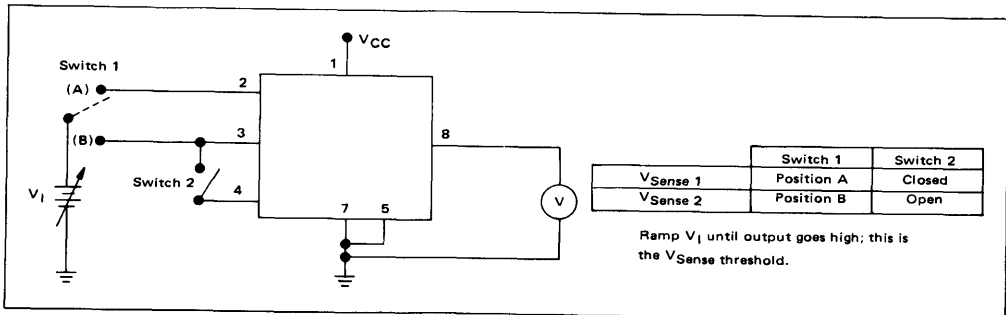 VCC
Switch 1
1
(A)
2
(B)
3
8
Switch 2
4
VI
7 5
V
Switch 1 Switch 2
VSense 1 Position A Closed
VSense 2 Position B Open
Ramp VI until output goes high; this is
the VSense threshold.